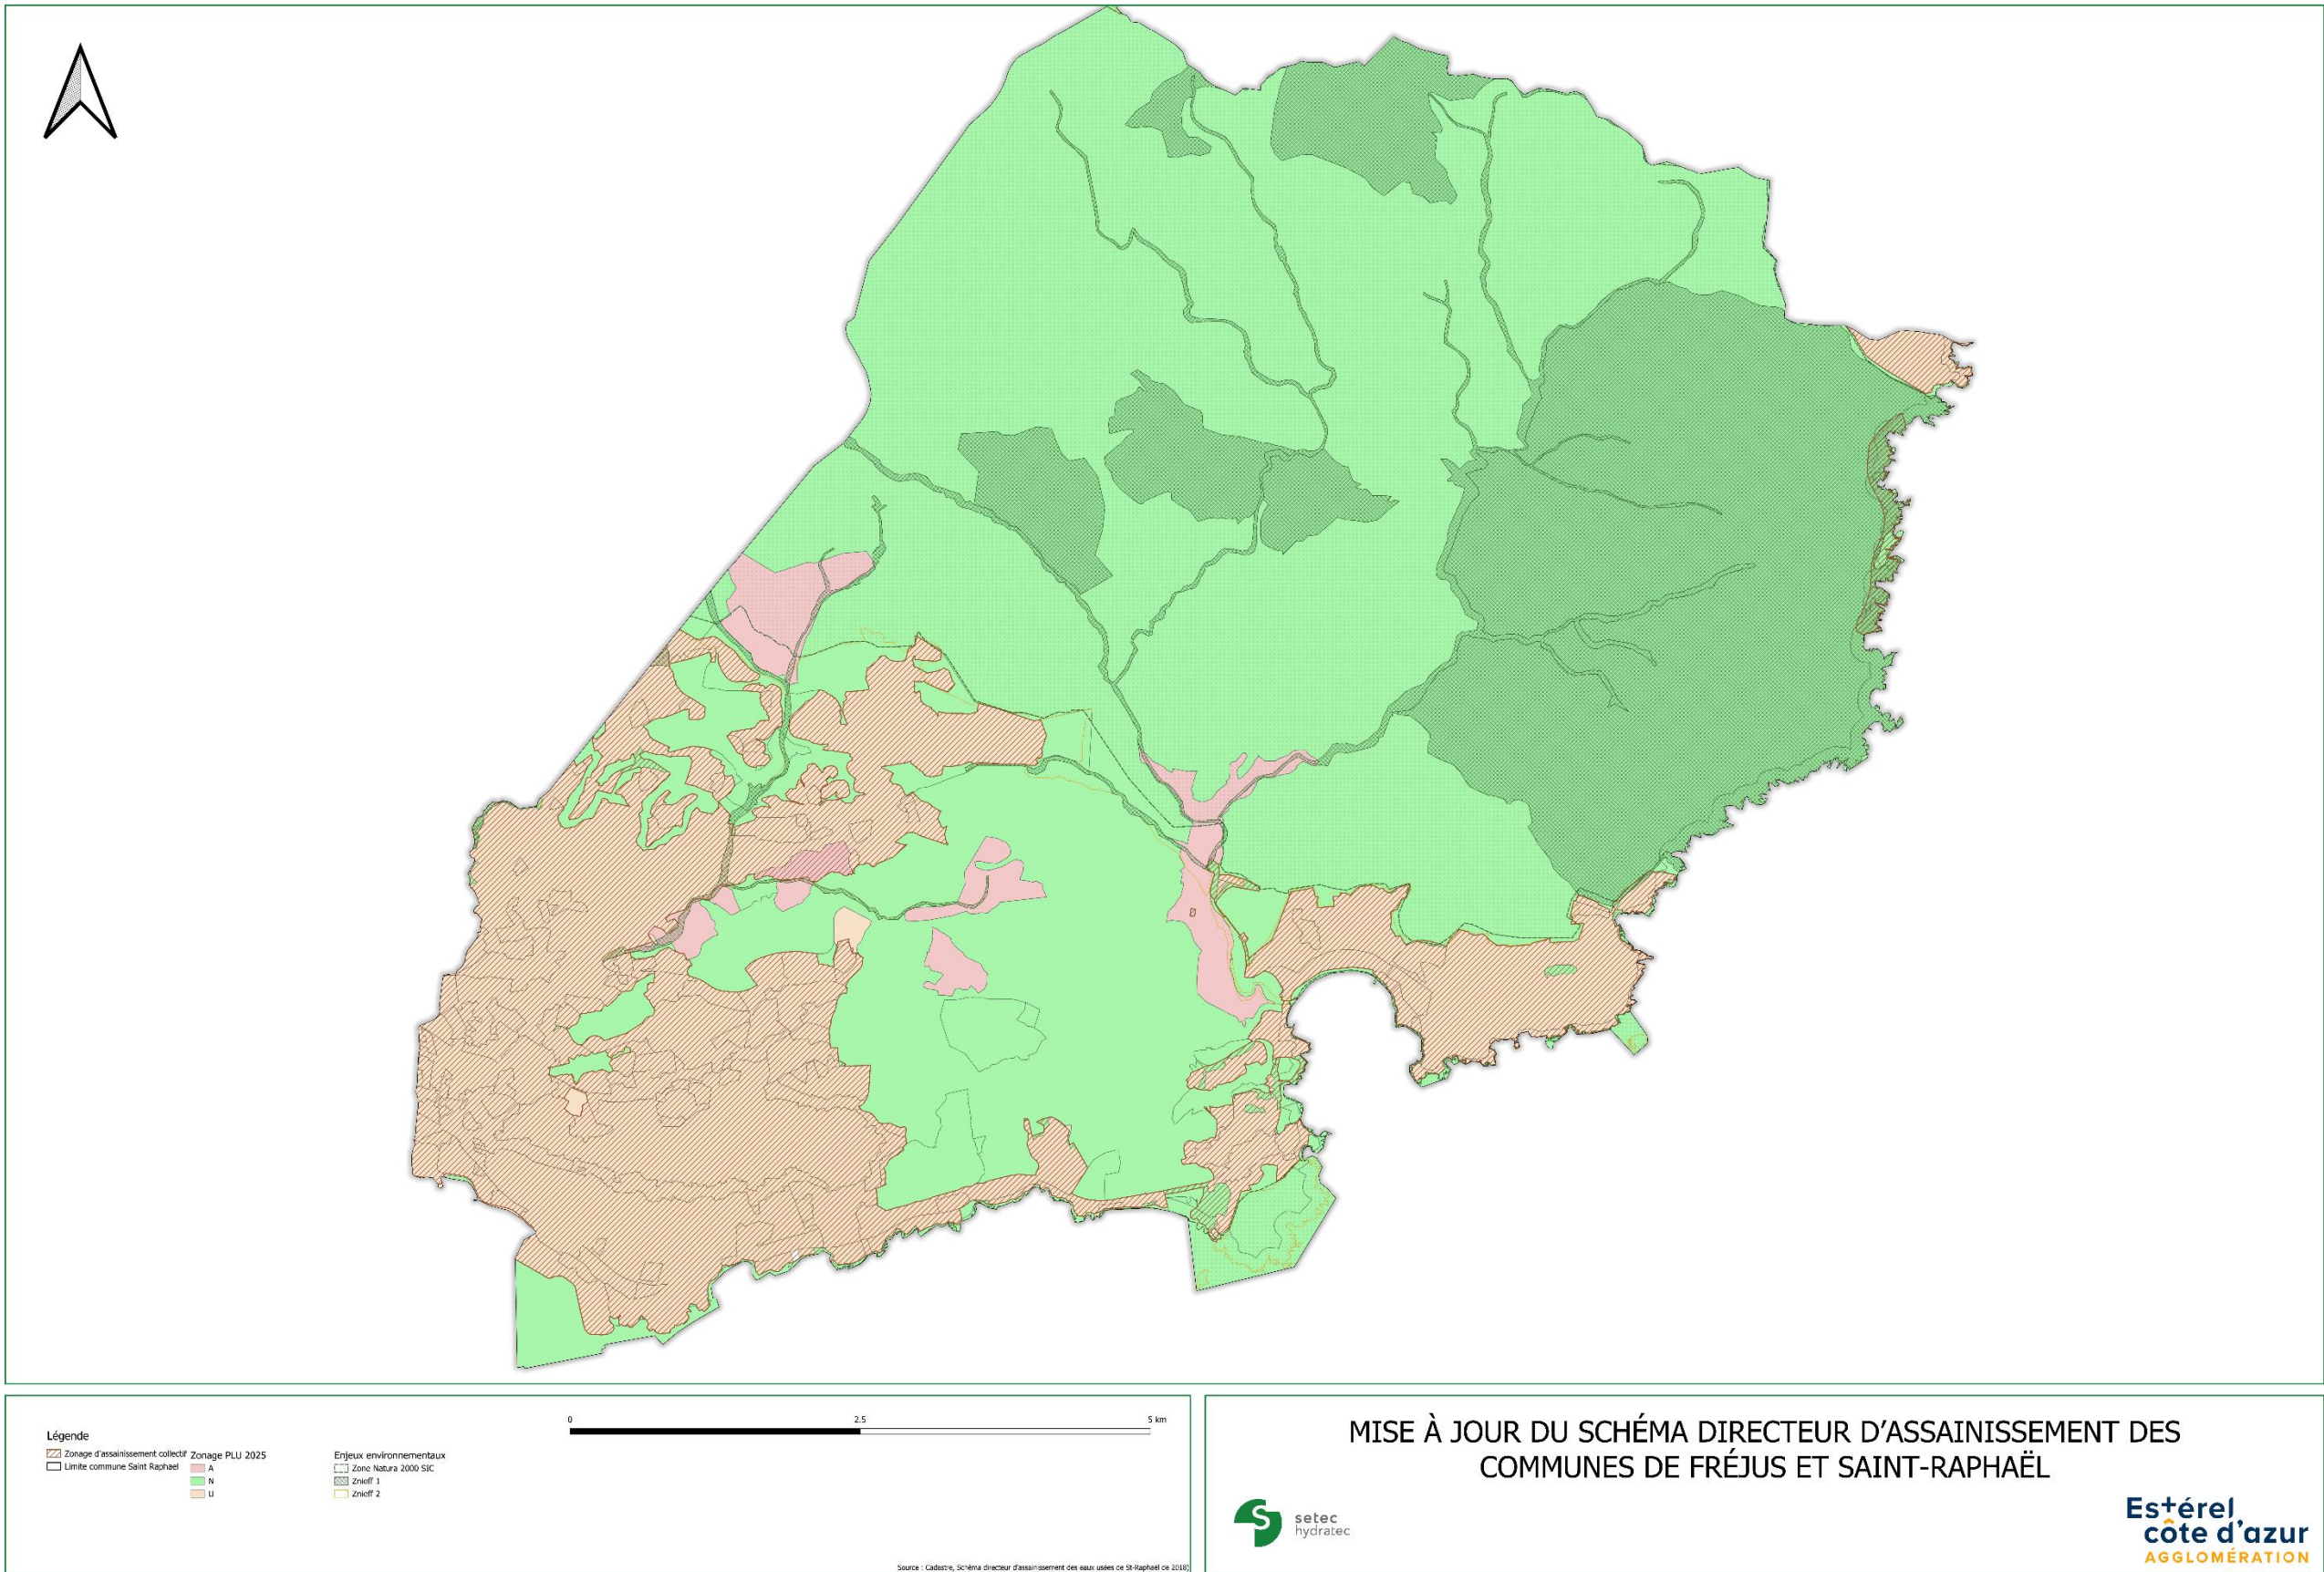 Légende
Zonage d'assainissement collectif
Limite commune Saint Raphael
Zonage PLU 2025
A
N
U
Enjeux environnementaux
Zone Natura 2000 SIC
Znieff 1
Znieff 2
0 2.5 5 km
Source : Cadastre, Schéma directeur d'assainissement des eaux usées de St-Raphaël de 2018)
MISE À JOUR DU SCHÉMA DIRECTEUR D'ASSAINISSEMENT DES
COMMUNES DE FRÉJUS ET SAINT-RAPHAËL
setec
hydratec
Estérel
côte d'azur
AGGLOMÉRATION